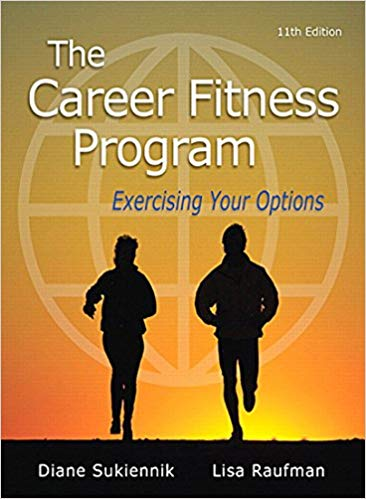 11th Edition
The
Career Fitness
Program
Exercising Your Options
Diane Sukiennik
Lisa Raufman